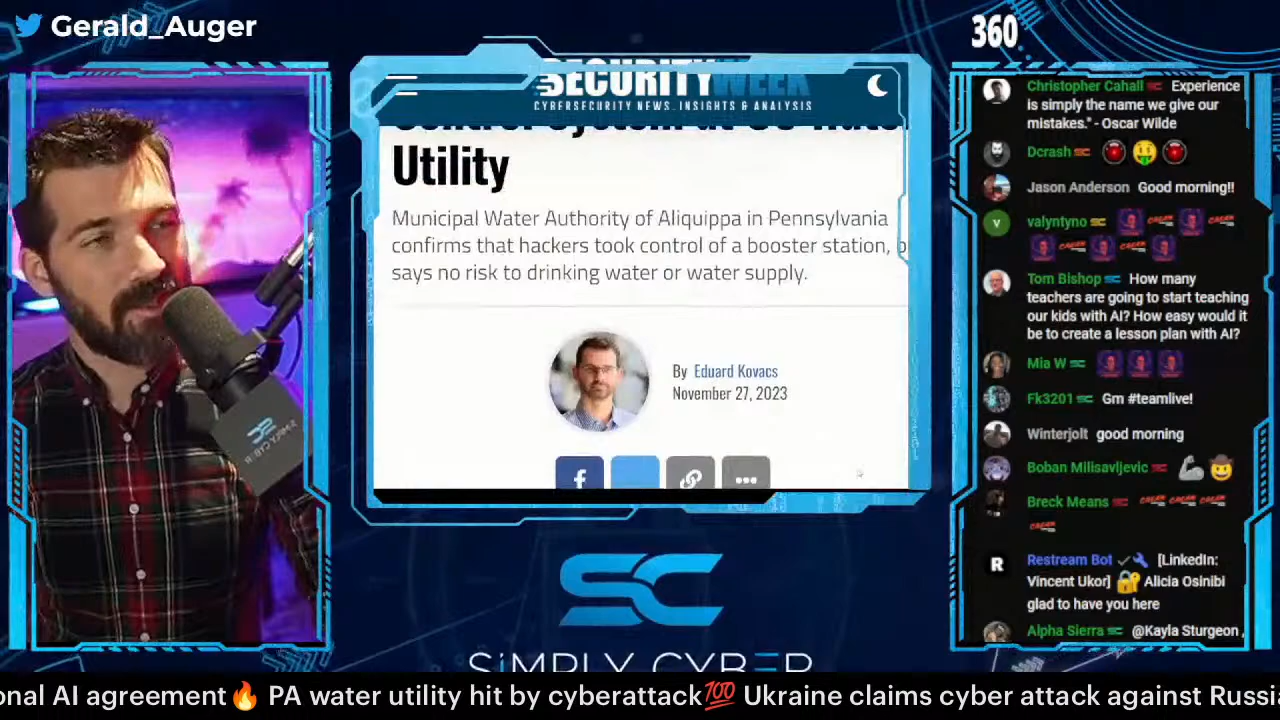 Gerald_Auger
360
SECURITYWEEK
CYBERSECURITY NEWS, INSIGHTS & ANALYSIS
Utility
Municipal Water Authority of Aliquippa in Pennsylvania
confirms that hackers took control of a booster station, b
says no risk to drinking water or water supply.
By Eduard Kovacs
November 27, 2023
SC
SIMPLY CYBER
Christopher Cahall Experience
is simply the name we give our
mistakes." - Oscar Wilde
Dcrash
Jason Anderson Good morning!!
valyntyno
Tom Bishop How many
teachers are going to start teaching
our kids with AI? How easy would it
be to create a lesson plan with AI?
Mia W
Fk3201 Gm #teamlive!
Winterjolt good morning
Boban Milisavljevic
Breck Means
Restream Bot [LinkedIn:
Vincent Ukor] 🔐 Alicia Osinibi
glad to have you here
Alpha Sierra @Kayla Sturgeon ,
onal AI agreement🔥 PA water utility hit by cyberattack💯 Ukraine claims cyber attack against Russia